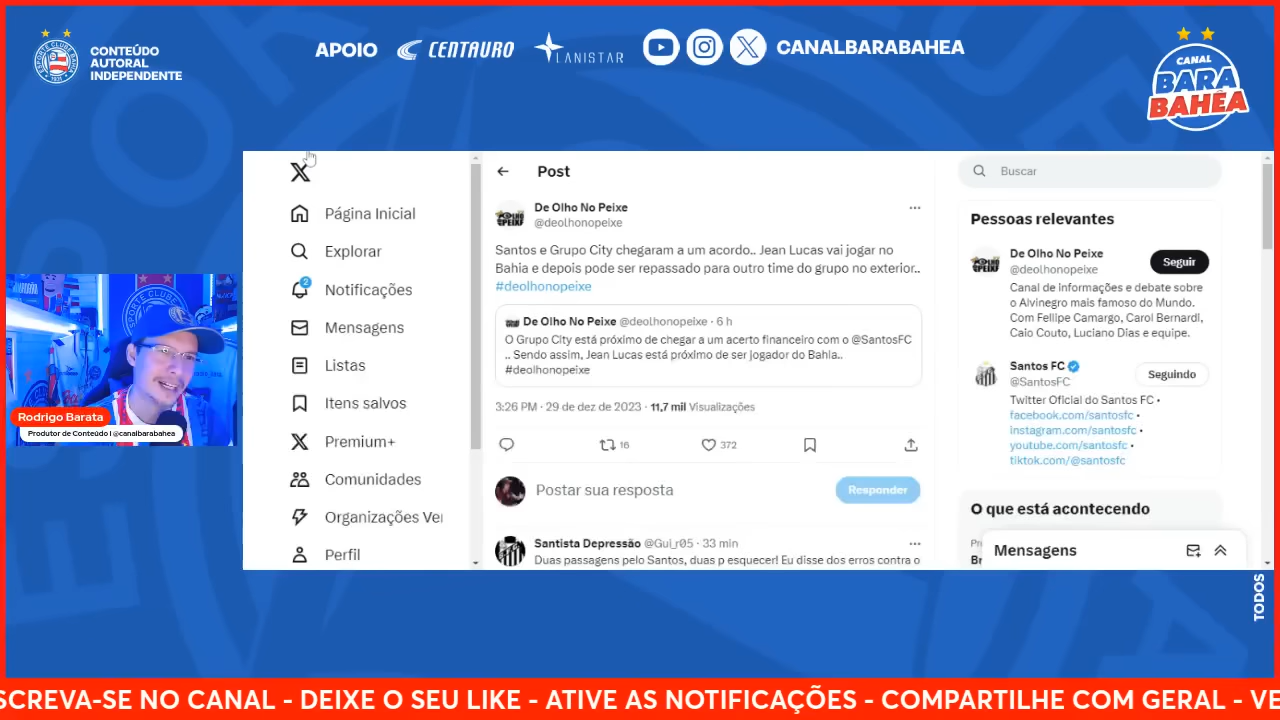 CONTEÚDO
AUTORAL
INDEPENDENTE
APOIO
CENTAURO
LANISTAR
CANALBARABAHEA
CANAL
BARA
BAHÊA
Rodrigo Barata
Produtor de Conteúdo | @canalbarabahea
Página Inicial
Explorar
2
Notificações
Mensagens
Listas
Itens salvos
Premium+
Comunidades
Organizações Ver
Perfil
Post
De Olho No Peixe
@deolhonopeixe
Santos e Grupo City chegaram a um acordo.. Jean Lucas vai jogar no
Bahia e depois pode ser repassado para outro time do grupo no exterior..
#deolhonopeixe
De Olho No Peixe @deolhonopeixe · 6 h
O Grupo City está próximo de chegar a um acerto financeiro com o @SantosFC
.. Sendo assim, Jean Lucas está próximo de ser jogador do Bahia..
#deolhonopeixe
3:26 PM · 29 de dez de 2023 · 11,7 mil Visualizações
16
372
Postar sua resposta
Responder
Santista Depressão @Gui_r05 · 33 min
Duas passagens pelo Santos, duas p esquecer! Eu disse dos erros contra o
Buscar
Pessoas relevantes
De Olho No Peixe
@deolhonopeixe
Seguir
Canal de informações e debate sobre
o Alvinegro mais famoso do Mundo.
Com Fellipe Camargo, Carol Bernardi,
Caio Couto, Luciano Dias e equipe.
Santos FC
@SantosFC
Seguindo
Twitter Oficial do Santos FC •
facebook.com/santosfc •
instagram.com/santosfc •
youtube.com/santosfc •
tiktok.com/@santosfc
O que está acontecendo
Mensagens
TODOS
SCREVA-SE NO CANAL - DEIXE O SEU LIKE - ATIVE AS NOTIFICAÇÕES - COMPARTILHE COM GERAL - VE